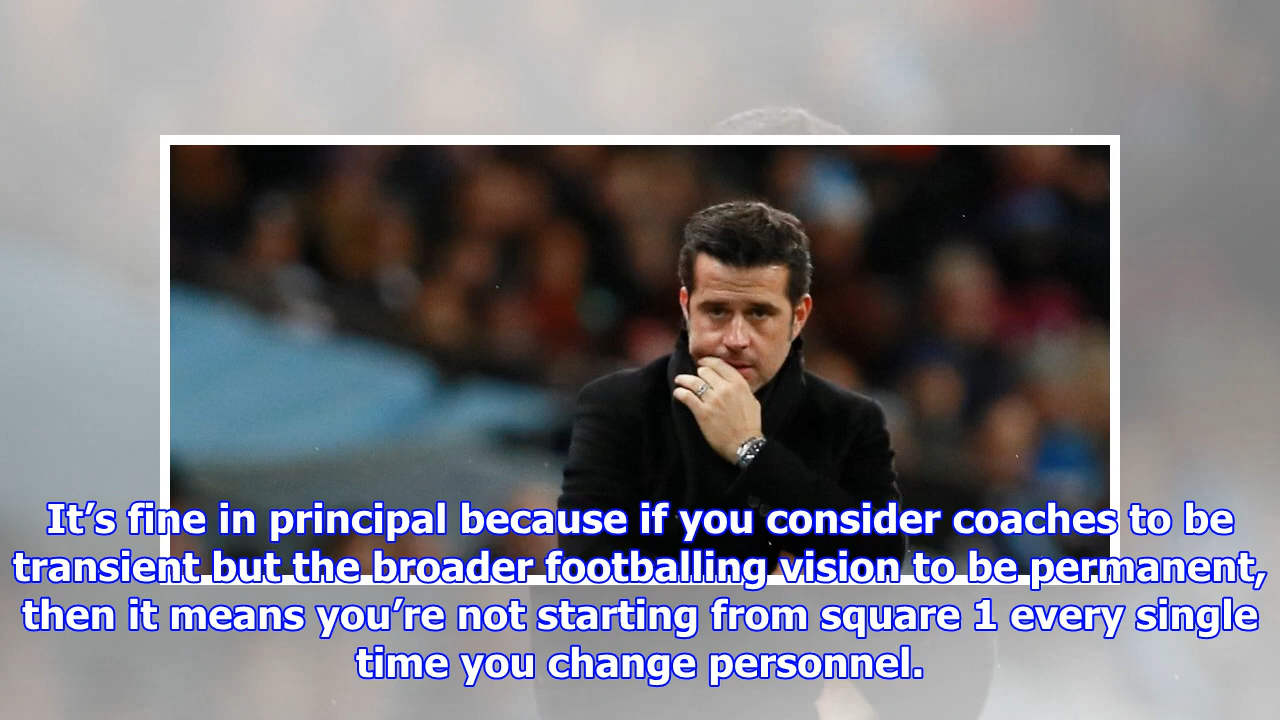 It’s fine in principal because if you consider coaches to be
transient but the broader footballing vision to be permanent,
then it means you’re not starting from square 1 every single
time you change personnel.